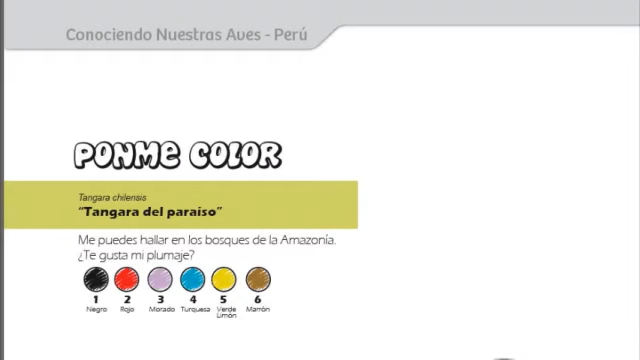 Conociendo Nuestras Aves - Perú
PONME COLOR
Tangara chilensis
"Tangara del paraiso"
Me puedes hallar en los bosques de la Amazonía.
¿Te gusta mi plumaje?
1 2 3 4 5 6
Negro Rojo Morado Turquesa Verde Limón Marrón